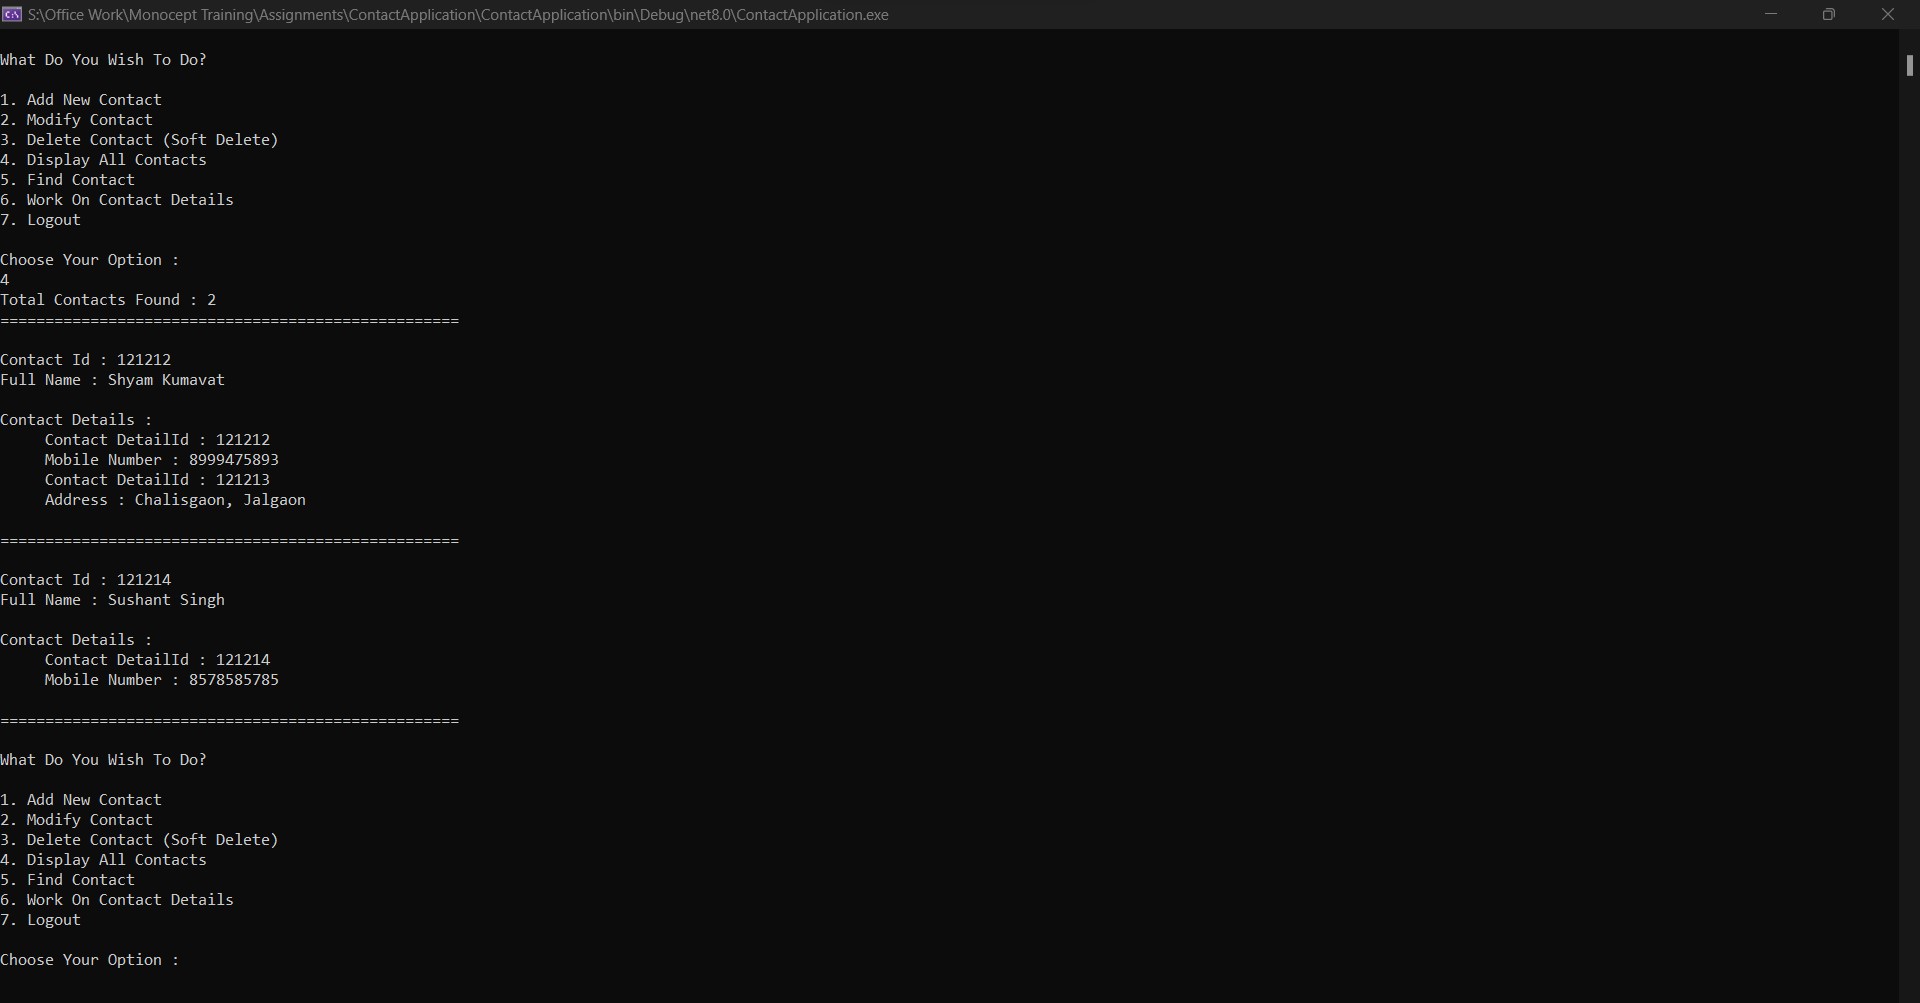 S:\Office Work\Monocept Training\Assignments\ContactApplication\ContactApplication\bin\Debug\net8.0\ContactApplication.exe
What Do You Wish To Do?
1. Add New Contact
2. Modify Contact
3. Delete Contact (Soft Delete)
4. Display All Contacts
5. Find Contact
6. Work On Contact Details
7. Logout
Choose Your Option :
4
Total Contacts Found : 2
===================================================
Contact Id : 121212
Full Name : Shyam Kumavat
Contact Details :
Contact DetailId : 121212
Mobile Number : 8999475893
Contact DetailId : 121213
Address : Chalisgaon, Jalgaon
===================================================
Contact Id : 121214
Full Name : Sushant Singh
Contact Details :
Contact DetailId : 121214
Mobile Number : 8578585785
===================================================
What Do You Wish To Do?
1. Add New Contact
2. Modify Contact
3. Delete Contact (Soft Delete)
4. Display All Contacts
5. Find Contact
6. Work On Contact Details
7. Logout
Choose Your Option :